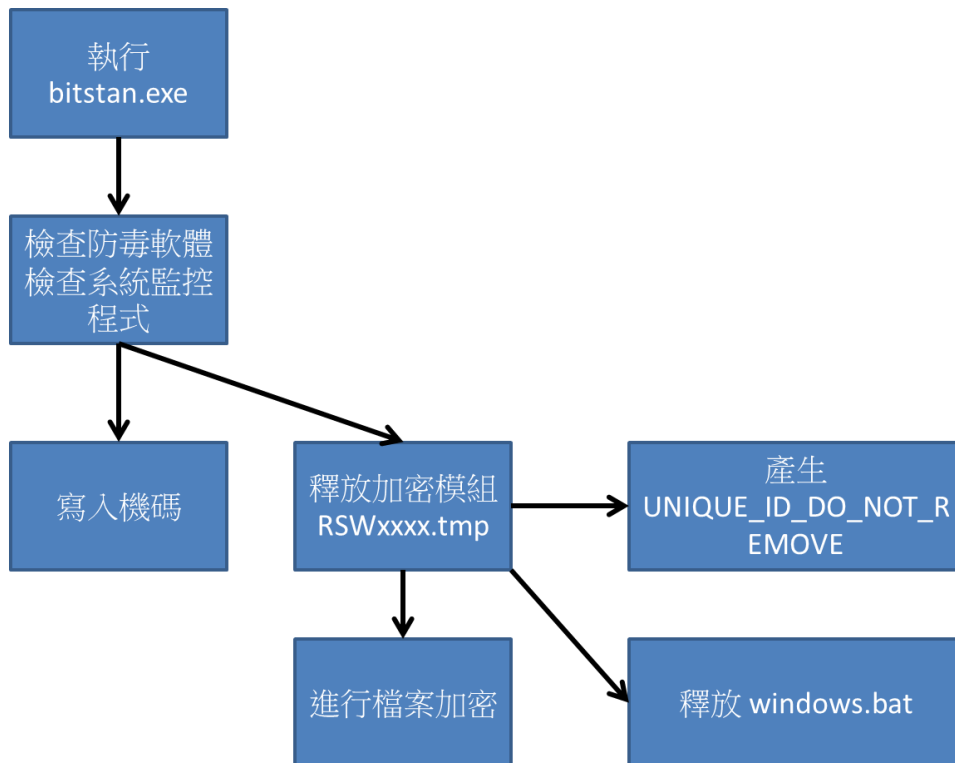 執行
bitstan.exe
檢查防毒軟體
檢查系統監控
程式
寫入機碼
釋放加密模組
RSWxxxx.tmp
產生
UNIQUE_ID_DO_NOT_R
EMOVE
進行檔案加密
釋放 windows.bat